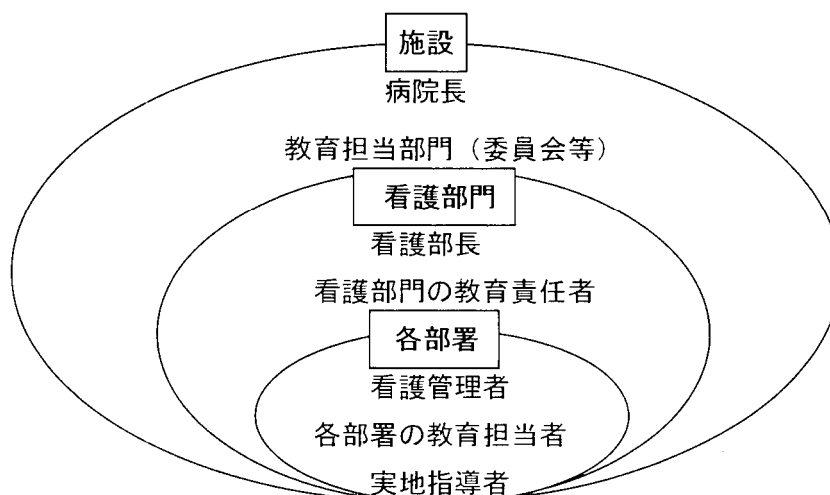 施設
病院長
教育担当部門（委員会等）
看護部門
看護部長
看護部門の教育責任者
各部署
看護管理者
各部署の教育担当者
実地指導者